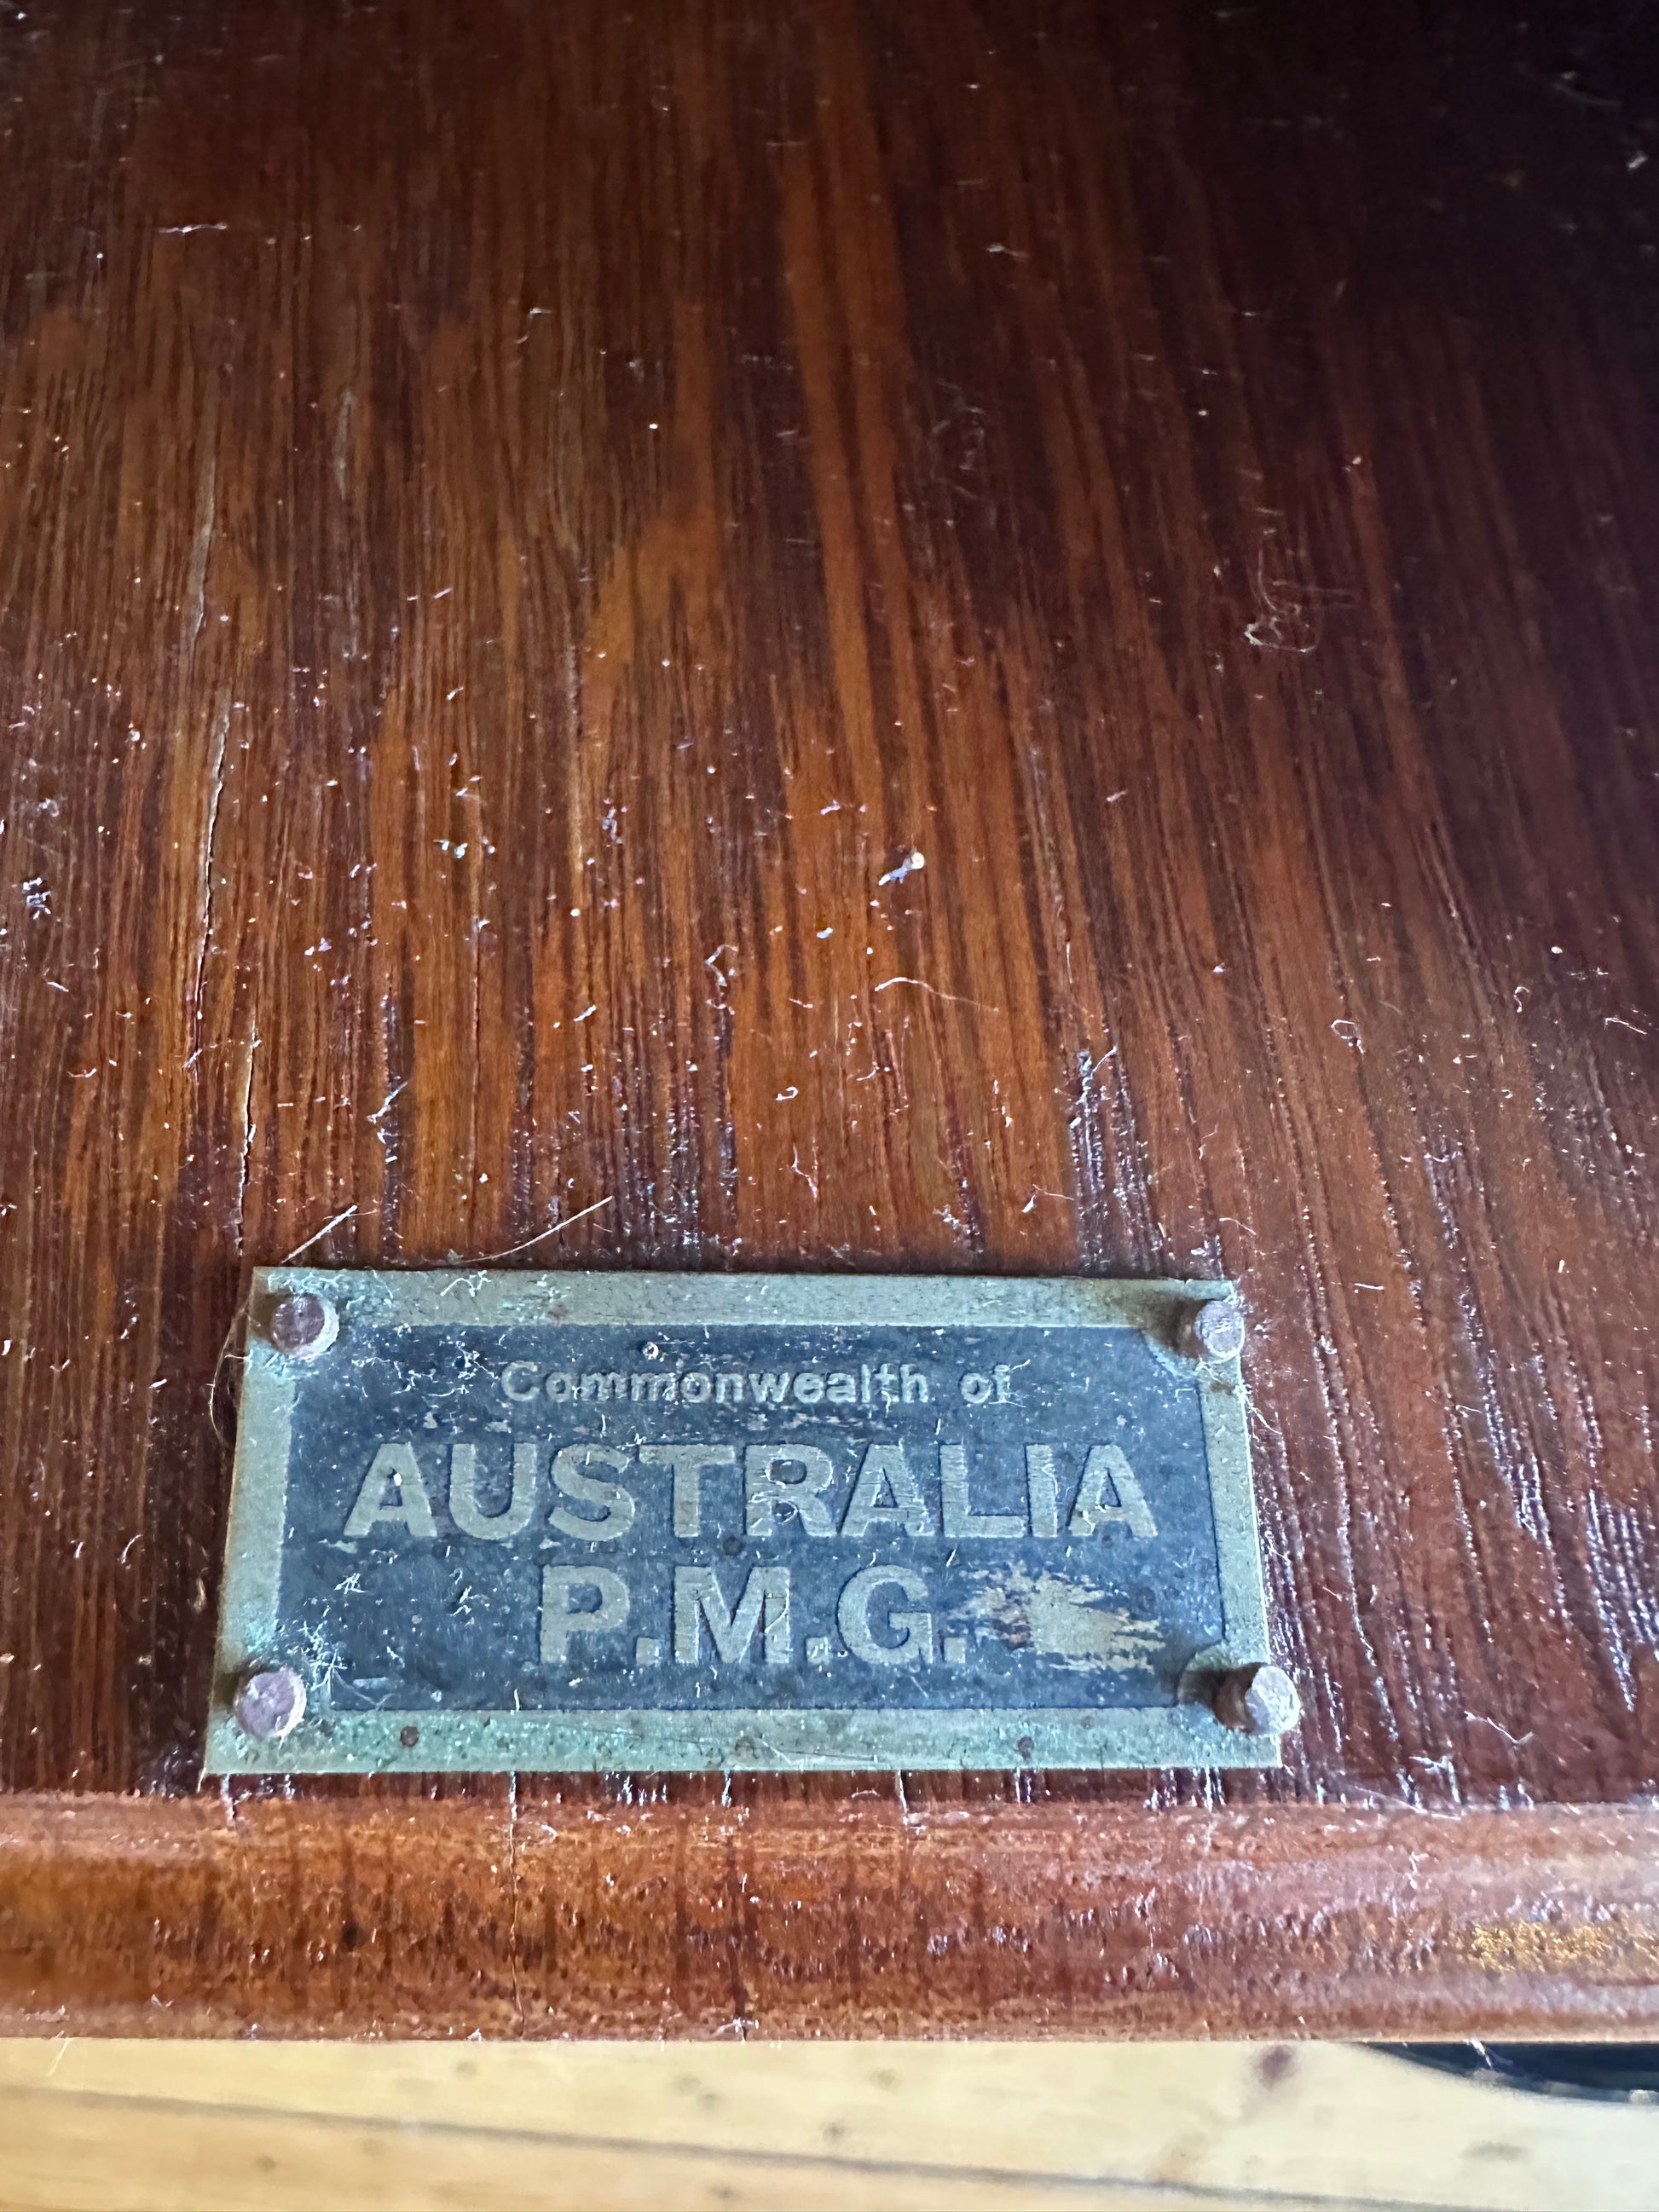 Commonwealth of
AUSTRALIA
P.M.G.